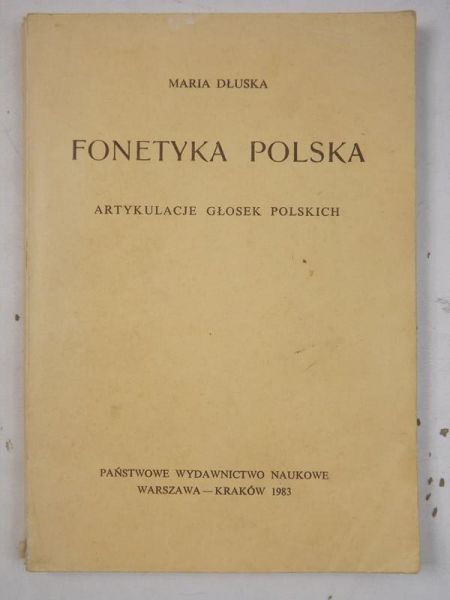 MARIA DŁUSKA
FONETYKA POLSKA
ARTYKULACJE GŁOSEK POLSKICH
PAŃSTWOWE WYDAWNICTWO NAUKOWE
WARSZAWA — KRAKÓW 1983